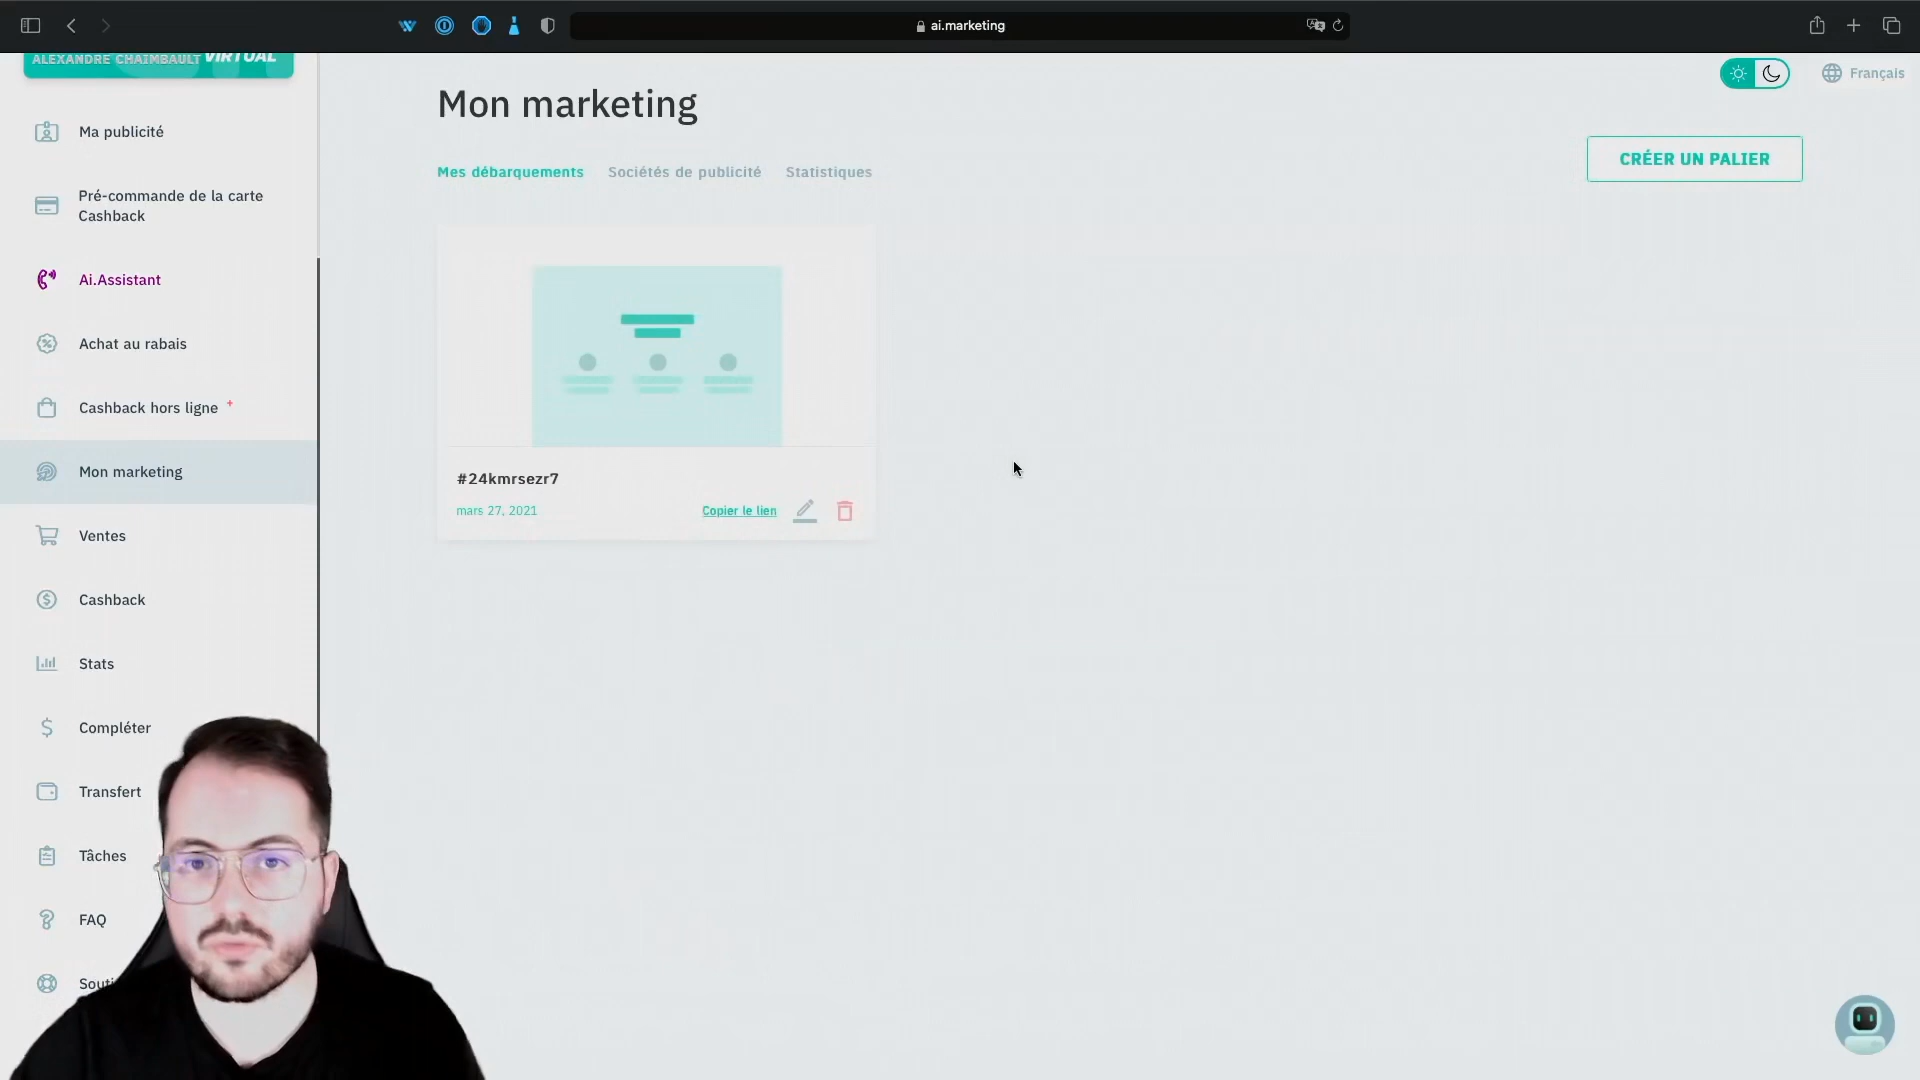 ai.marketing
ALEXANDRE CHAIMBAULT VIRTUAL
Français
Mon marketing
Ma publicité
CRÉER UN PALIER
Mes débarquements Sociétés de publicité Statistiques
Pré-commande de la carte
Cashback
Ai.Assistant
Achat au rabais
Cashback hors ligne +
Mon marketing
#24kmrsezr7
mars 27, 2021 Copier le lien
Ventes
Cashback
Stats
Compléter
Transfert
Tâches
FAQ